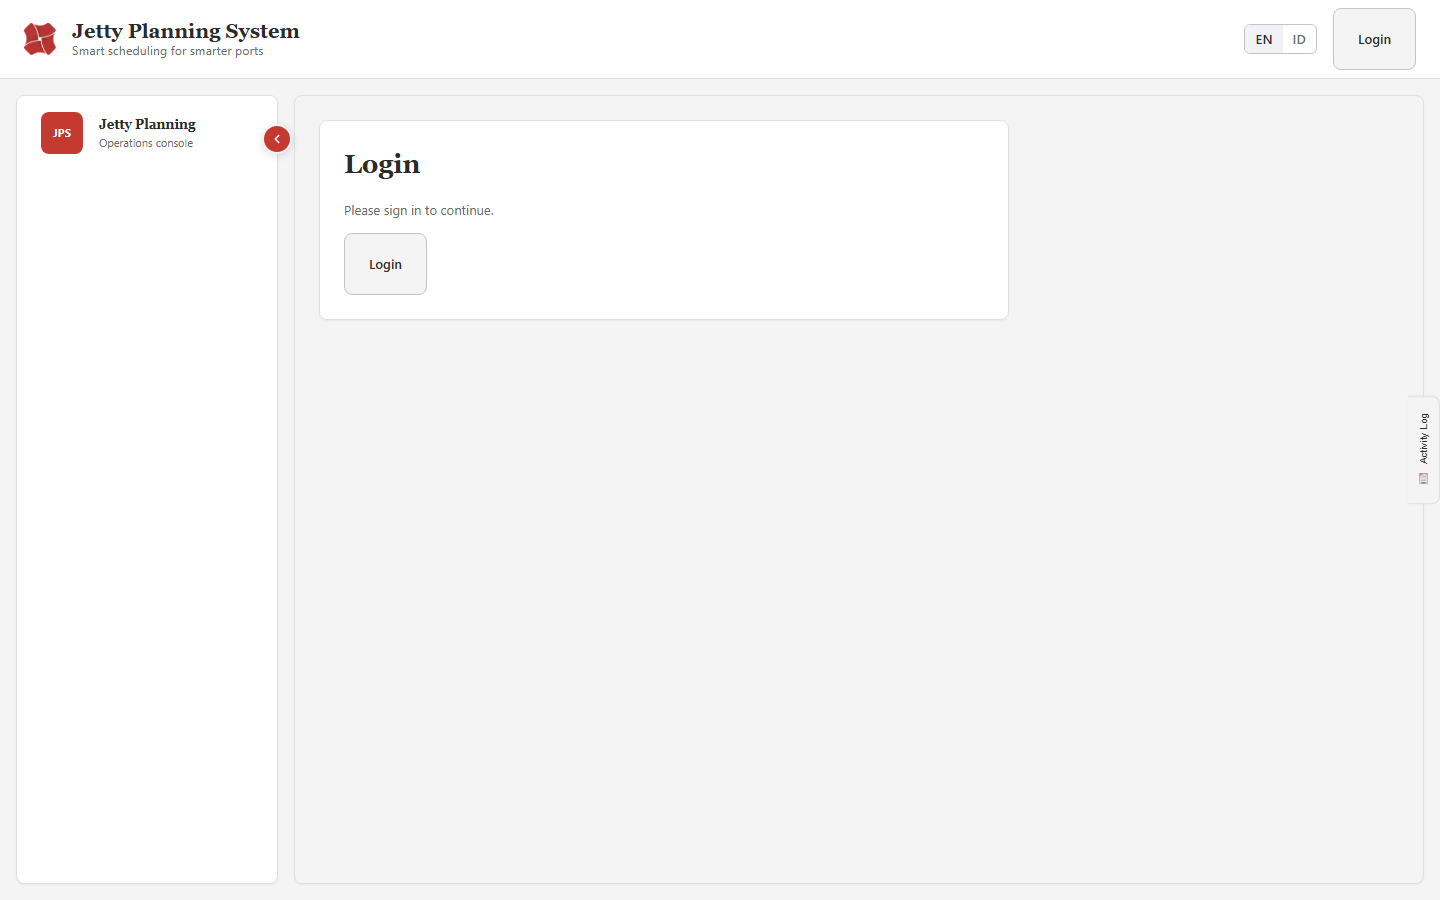 Jetty Planning System
Smart scheduling for smarter ports
EN
ID
Login
JPS
Jetty Planning
Operations console
Login
Please sign in to continue.
Login
Activity Log